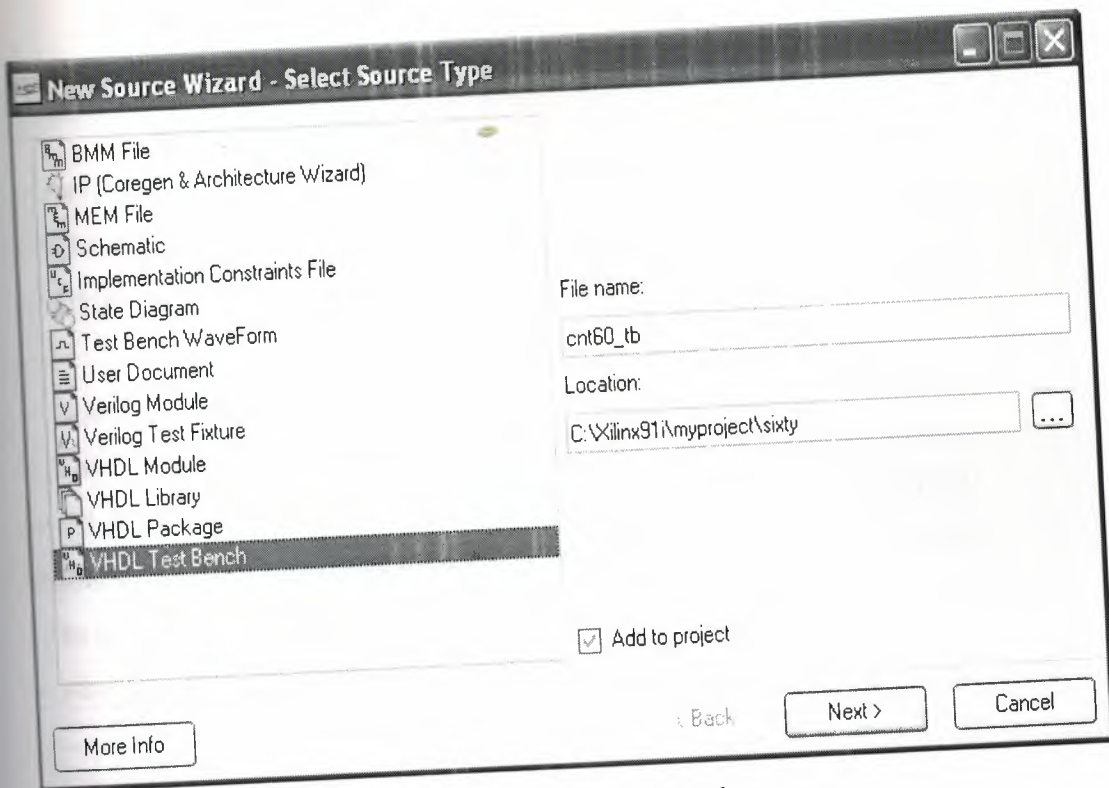 New Source Wizard - Select Source Type
BMM File
IP (Coregen & Architecture Wizard)
MEM File
Schematic
Implementation Constraints File
State Diagram
Test Bench WaveForm
User Document
Verilog Module
Verilog Test Fixture
VHDL Module
VHDL Library
VHDL Package
VHDL Test Bench
File name:
cnt60_tb
Location:
C:\Xilinx91i\myproject\sixty
...
Add to project
More Info
< Back
Next >
Cancel